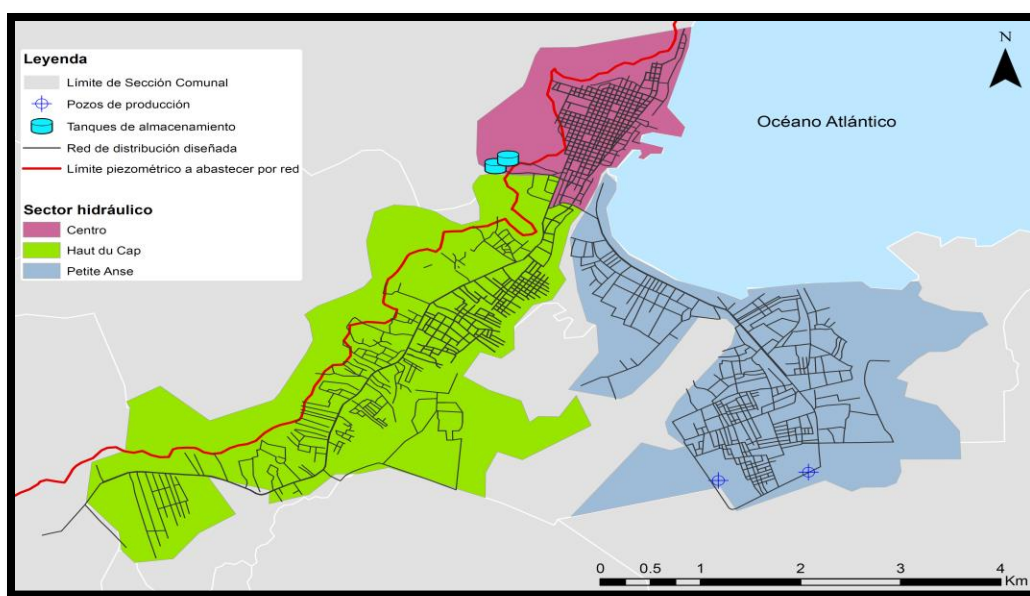 Leyenda
Límite de Sección Comunal
Pozos de producción
Tanques de almacenamiento
Red de distribución diseñada
Límite piezométrico a abastecer por red
Sector hidráulico
Centro
Haut du Cap
Petite Anse
N
Océano Atlántico
0 0.5 1 2 3 4
Km